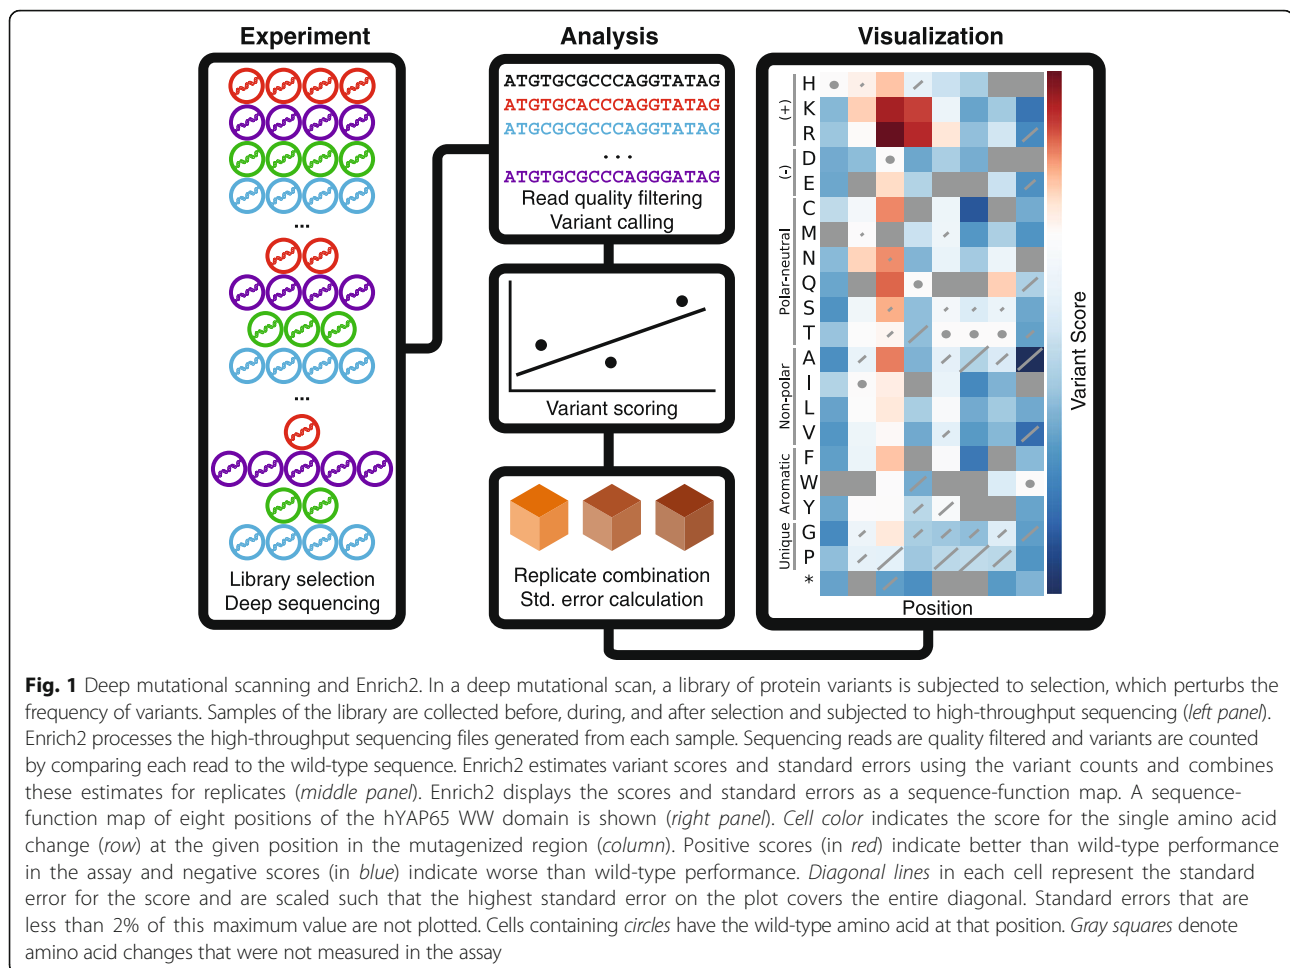 Experiment
Analysis
Visualization
...
...
Library selection
Deep sequencing
ATGTGCGCCCAGGTATAG
ATGTGCACCCAGGTATAG
ATGCGCGCCCAGGTATAG
...
ATGTGCGCCCAGGGATAG
Read quality filtering
Variant calling
Variant scoring
Replicate combination
Std. error calculation
(+)
H
K
R
(-)
D
E
Polar-neutral
C
M
N
Q
S
T
Non-polar
A
I
L
V
Aromatic
F
W
Y
Unique
G
P
*
Position
Variant Score
Fig. 1 Deep mutational scanning and Enrich2. In a deep mutational scan, a library of protein variants is subjected to selection, which perturbs the
frequency of variants. Samples of the library are collected before, during, and after selection and subjected to high-throughput sequencing (left panel).
Enrich2 processes the high-throughput sequencing files generated from each sample. Sequencing reads are quality filtered and variants are counted
by comparing each read to the wild-type sequence. Enrich2 estimates variant scores and standard errors using the variant counts and combines
these estimates for replicates (middle panel). Enrich2 displays the scores and standard errors as a sequence-function map. A sequence-
function map of eight positions of the hYAP65 WW domain is shown (right panel). Cell color indicates the score for the single amino acid
change (row) at the given position in the mutagenized region (column). Positive scores (in red) indicate better than wild-type performance
in the assay and negative scores (in blue) indicate worse than wild-type performance. Diagonal lines in each cell represent the standard
error for the score and are scaled such that the highest standard error on the plot covers the entire diagonal. Standard errors that are
less than 2% of this maximum value are not plotted. Cells containing circles have the wild-type amino acid at that position. Gray squares denote
amino acid changes that were not measured in the assay